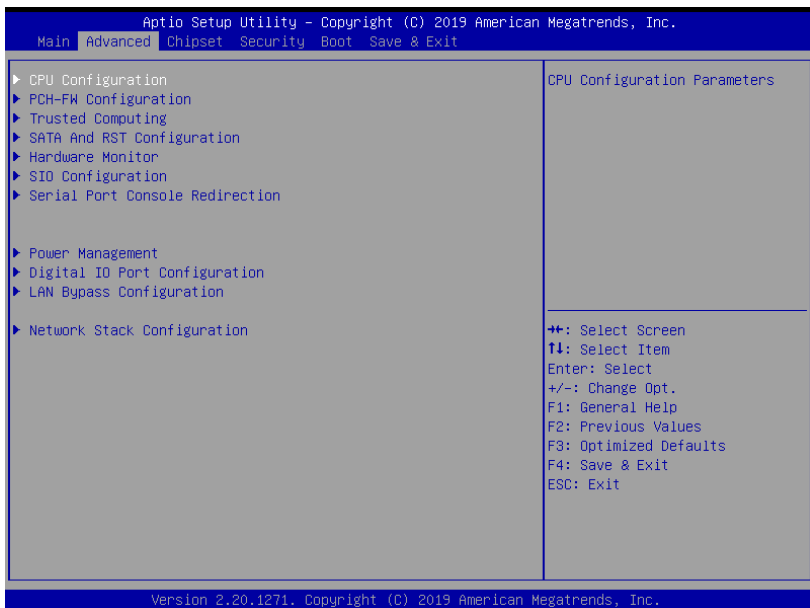 Aptio Setup Utility – Copyright (C) 2019 American Megatrends, Inc.
Main Advanced Chipset Security Boot Save & Exit
▶ CPU Configuration
▶ PCH-FW Configuration
▶ Trusted Computing
▶ SATA And RST Configuration
▶ Hardware Monitor
▶ SIO Configuration
▶ Serial Port Console Redirection
▶ Power Management
▶ Digital IO Port Configuration
▶ LAN Bypass Configuration
▶ Network Stack Configuration
CPU Configuration Parameters
→←: Select Screen
↑↓: Select Item
Enter: Select
+/-: Change Opt.
F1: General Help
F2: Previous Values
F3: Optimized Defaults
F4: Save & Exit
ESC: Exit
Version 2.20.1271. Copyright (C) 2019 American Megatrends, Inc.